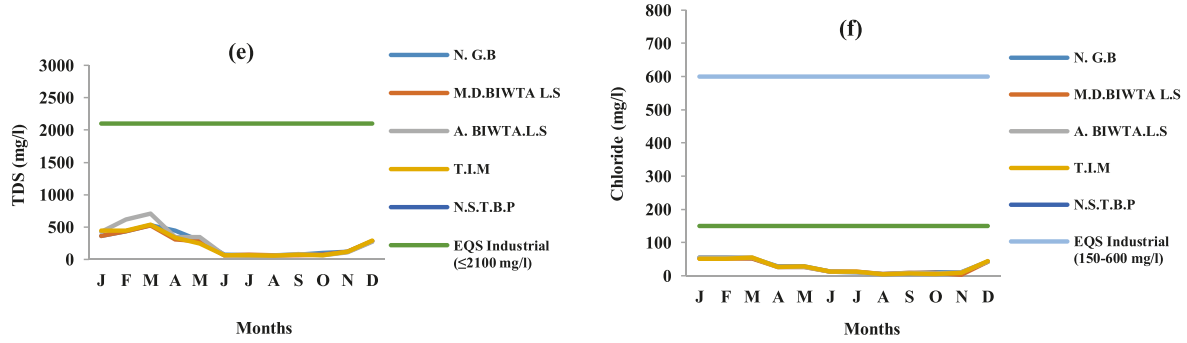 (e)
3000
2500
2000
1500
1000
500
0
TDS (mg/l)
J F M A M J J A S O N D
Months
N. G.B
M.D.BIWTA L.S
A. BIWTA.L.S
T.I.M
N.S.T.B.P
EQS Industrial
(≤2100 mg/l)
(f)
800
700
600
500
400
300
200
100
0
Chloride (mg/l)
J F M A M J J A S O N D
Months
N. G.B
M.D.BIWTA L.S
A. BIWTA.L.S
T.I.M
N.S.T.B.P
EQS Industrial
(150-600 mg/l)